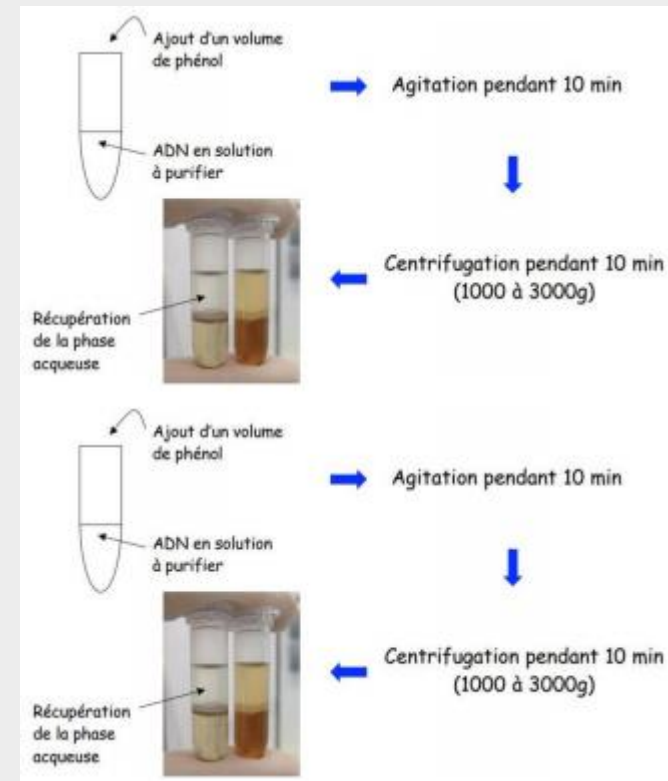 Ajout d'un volume
de phénol
Agitation pendant 10 min
ADN en solution
à purifier
Centrifugation pendant 10 min
(1000 à 3000g)
Récupération
de la phase
acqueuse
Ajout d'un volume
de phénol
Agitation pendant 10 min
ADN en solution
à purifier
Centrifugation pendant 10 min
(1000 à 3000g)
Récupération
de la phase
acqueuse